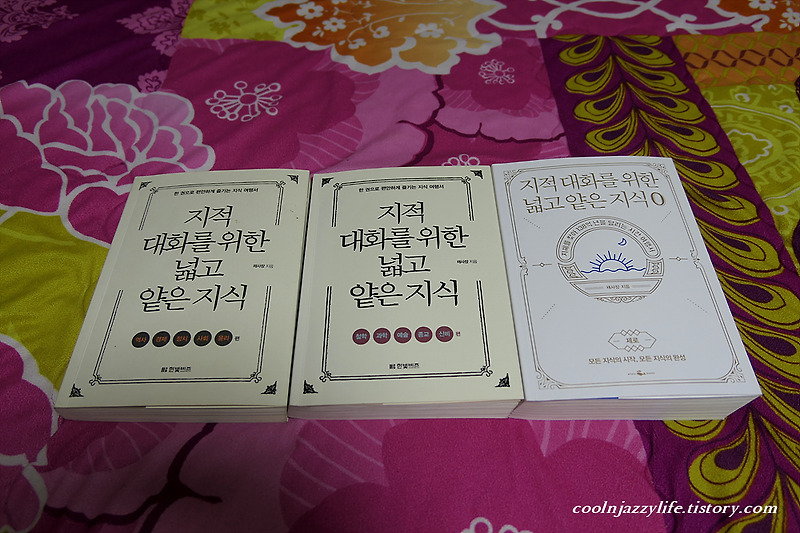 한 권으로 편안하게 즐기는 지식 여행서
지적
대화를 위한
넓고
얕은 지식
채사장 지음
역사 경제 정치 사회 윤리 편
한빛비즈
한 권으로 편안하게 즐기는 지식 여행서
지적
대화를 위한
넓고
얕은 지식
채사장 지음
철학 과학 예술 종교 신비 편
한빛비즈
지적 대화를 위한
넓고 얕은 지식 0
채사장 지음
제로
모든 지식의 시작, 모든 지식의 완성
coolnjazzylife.tistory.com